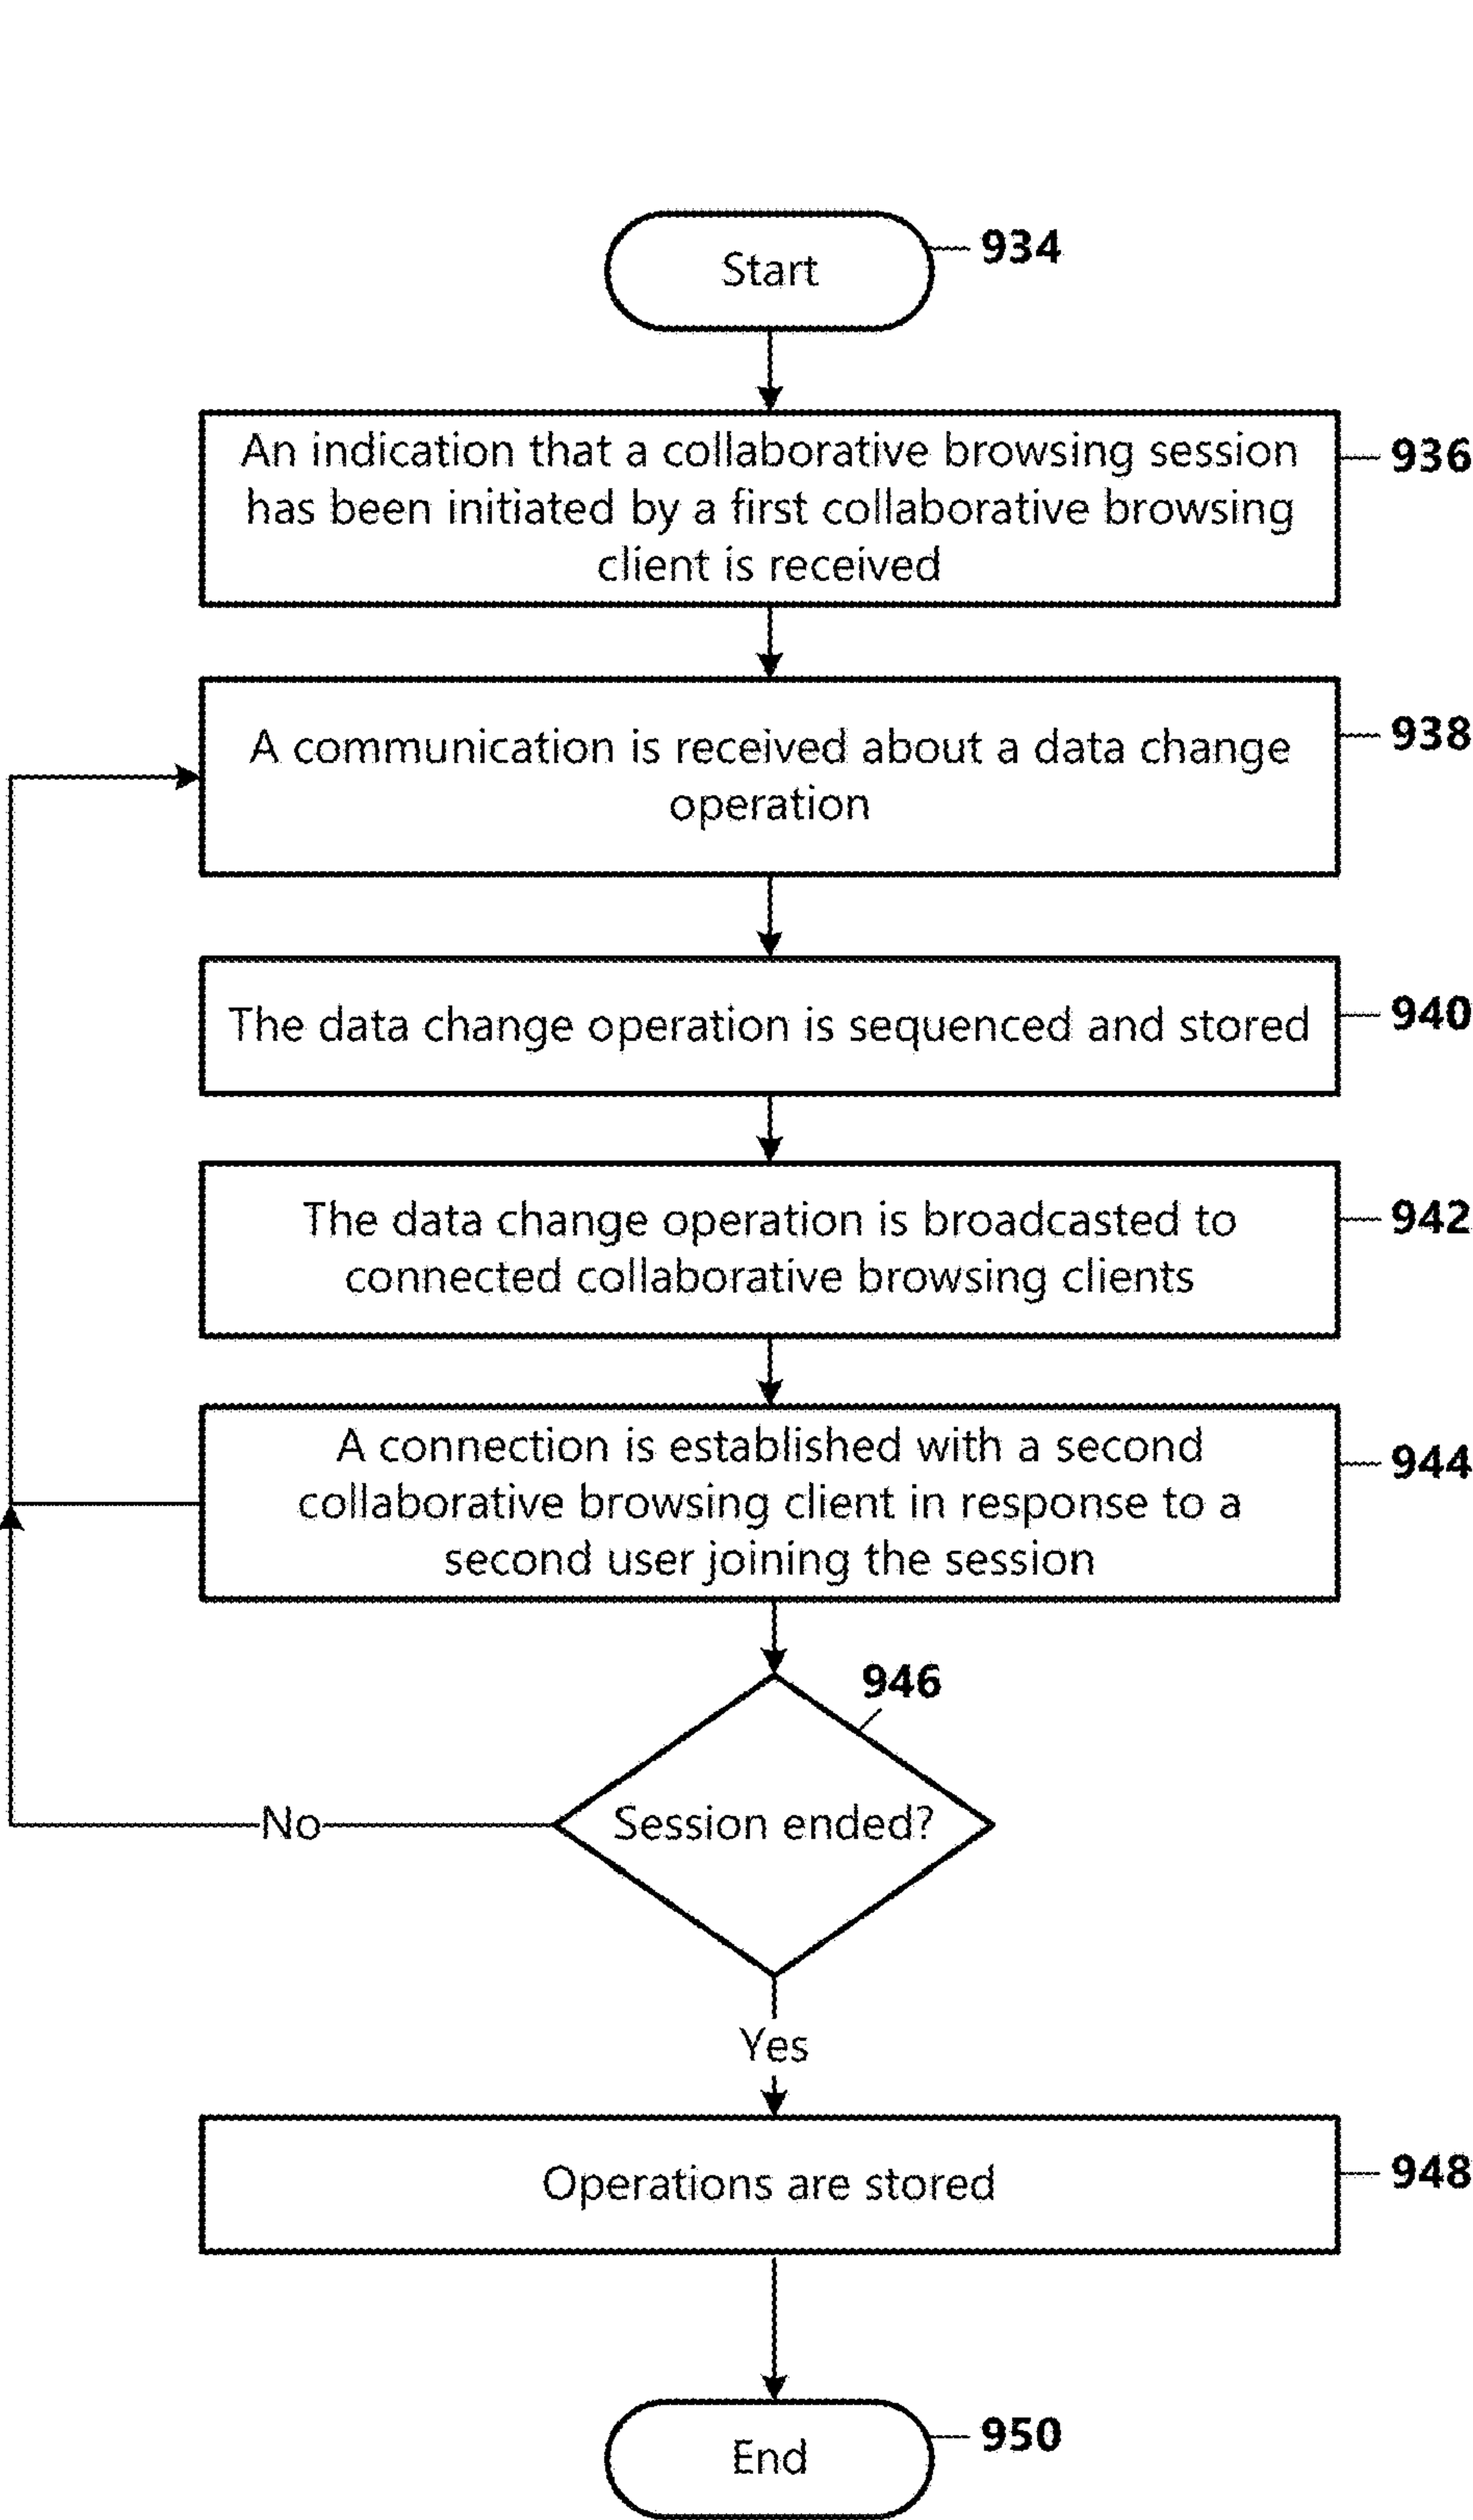 Start
934
An indication that a collaborative browsing session
has been initiated by a first collaborative browsing
client is received
936
A communication is received about a data change
operation
938
The data change operation is sequenced and stored
940
The data change operation is broadcasted to
connected collaborative browsing clients
942
A connection is established with a second
collaborative browsing client in response to a
second user joining the session
944
946
Session ended?
No
Yes
Operations are stored
948
End
950